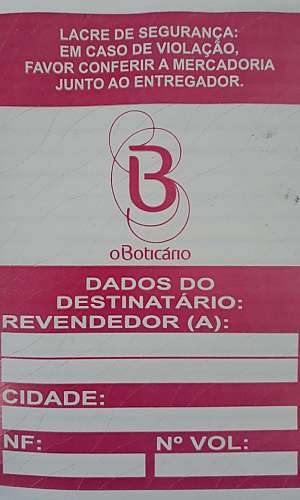 LACRE DE SEGURANÇA:
EM CASO DE VIOLAÇÃO,
FAVOR CONFERIR A MERCADORIA
JUNTO AO ENTREGADOR.
B
oBoticário
DADOS DO
DESTINATÁRIO:
REVENDEDOR (A):
CIDADE:
NF: Nº VOL: